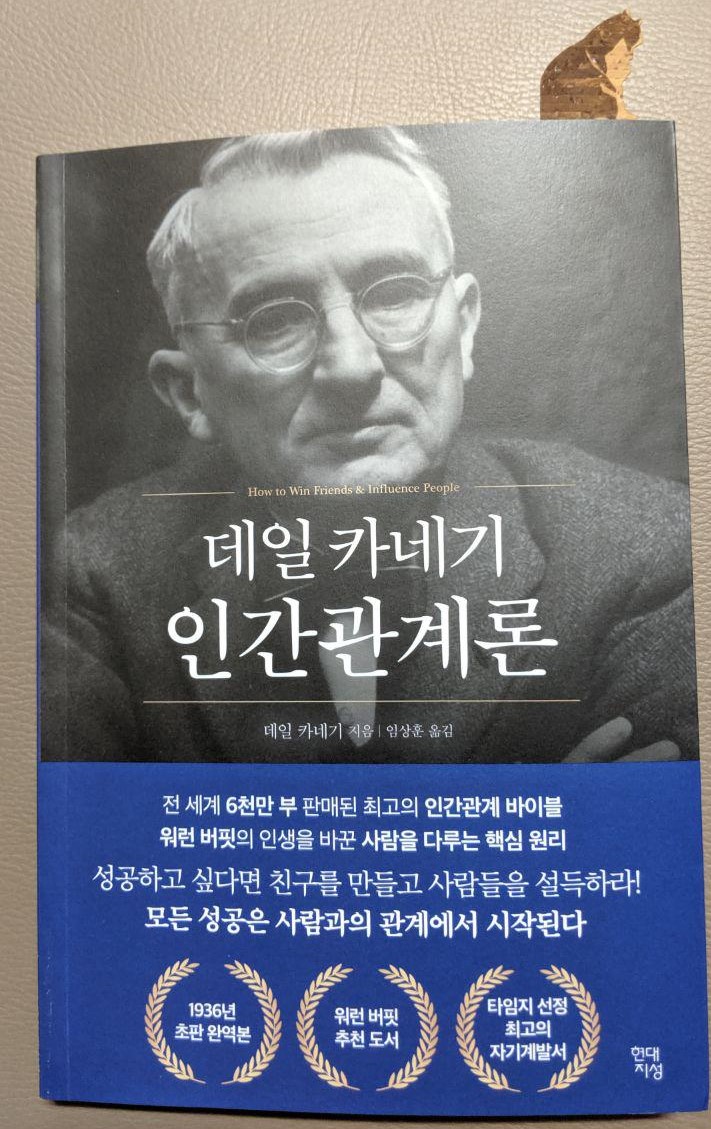 How to Win Friends & Influence People
데일 카네기
인간관계론
데일 카네기 지음 | 임상훈 옮김
전 세계 6천만 부 판매된 최고의 인간관계 바이블
워런 버핏의 인생을 바꾼 사람을 다루는 핵심 원리
성공하고 싶다면 친구를 만들고 사람들을 설득하라!
모든 성공은 사람과의 관계에서 시작된다
1936년
초판 완역본
워런 버핏
추천 도서
타임지 선정
최고의
자기계발서
현대
지성